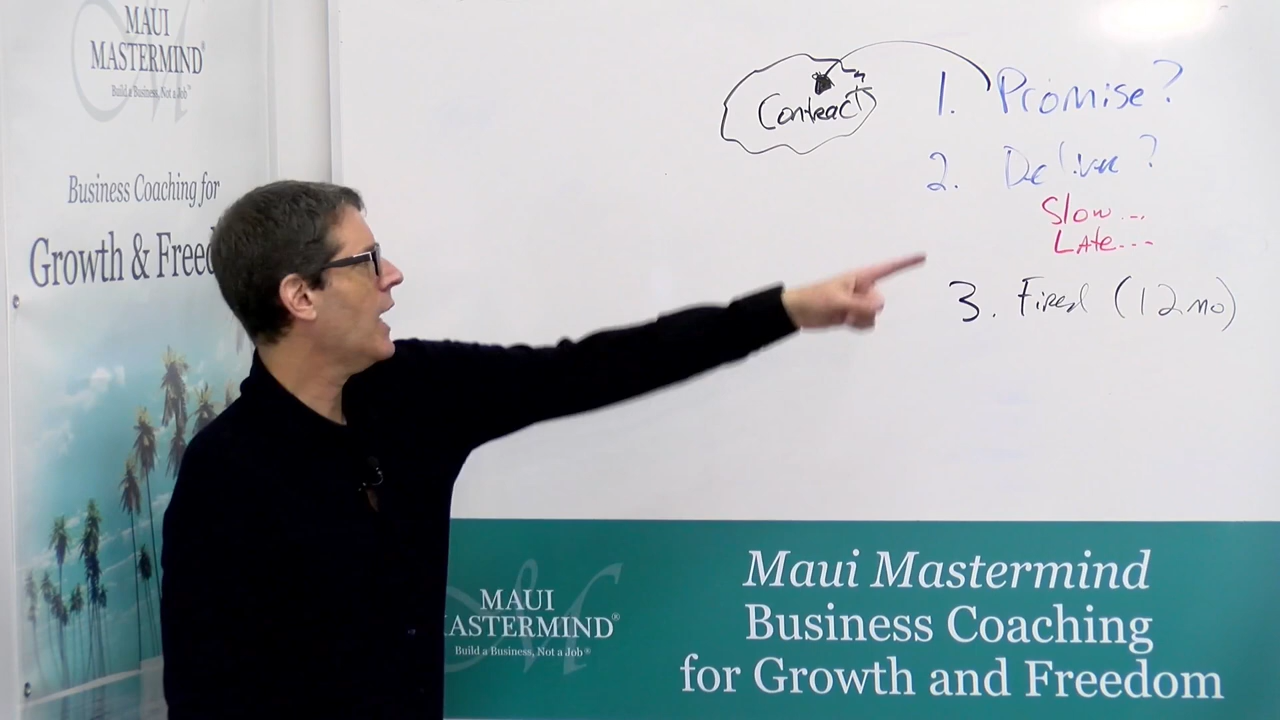 MAUI
MASTERMIND®
Build a Business, Not a Job®
Business Coaching for
Growth & Freed
Contract
1. Promise?
2. Deliver?
Slow...
Late...
3. Fired (12 mo)
MAUI
ASTERMIND®
Build a Business, Not a Job®
Maui Mastermind
Business Coaching
for Growth and Freedom